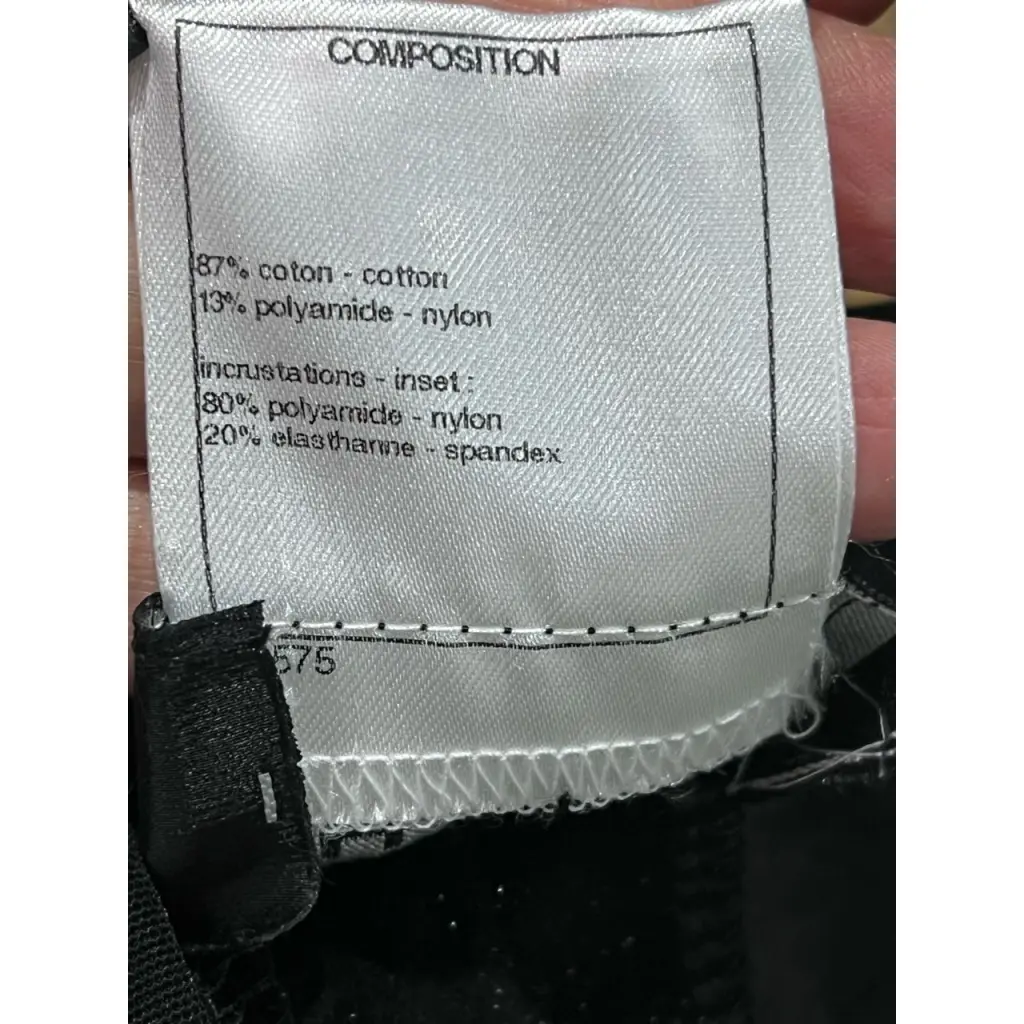 COMPOSITION
87% coton - cotton
13% polyamide - nylon
incrustations - inset :
80% polyamide - nylon
20% elasthanne - spandex
575